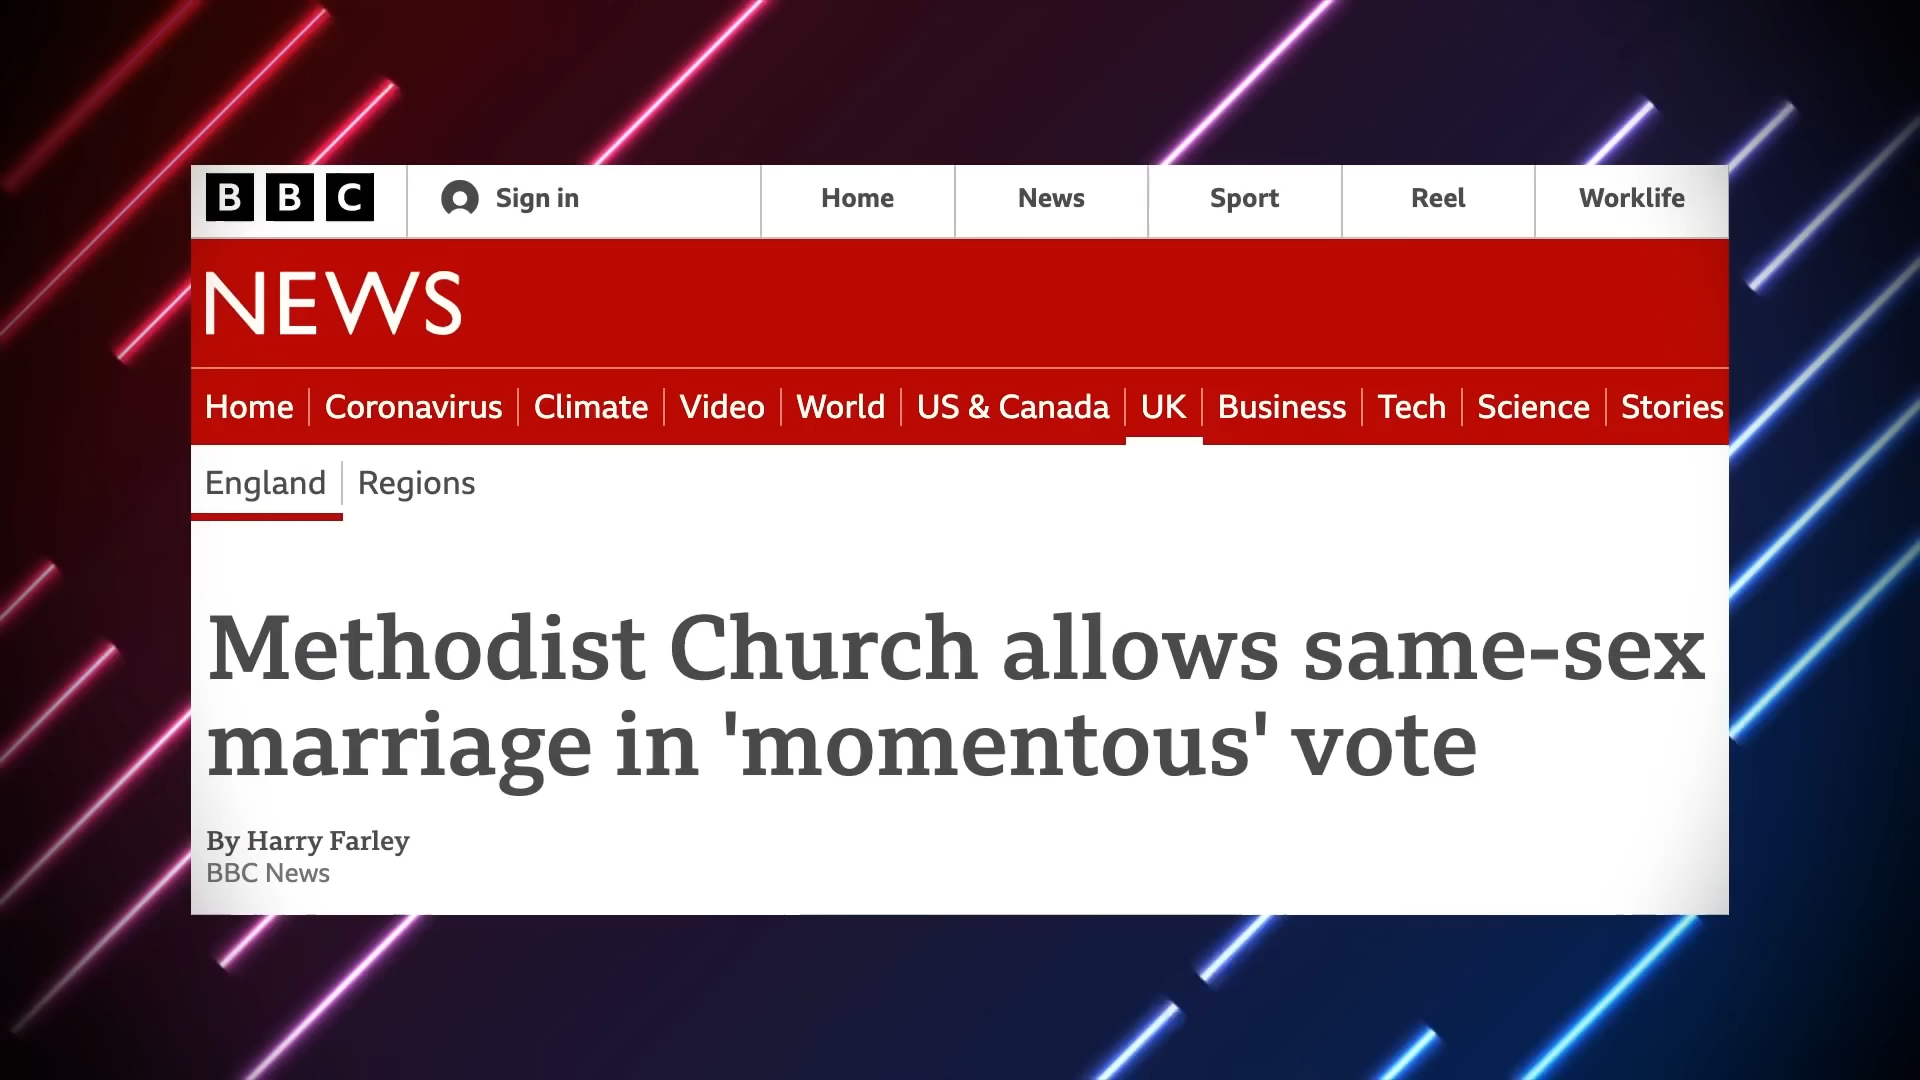 BBC Sign in Home News Sport Reel Worklife
NEWS
Home Coronavirus Climate Video World US & Canada UK Business Tech Science Stories
England Regions
Methodist Church allows same-sex
marriage in 'momentous' vote
By Harry Farley
BBC News